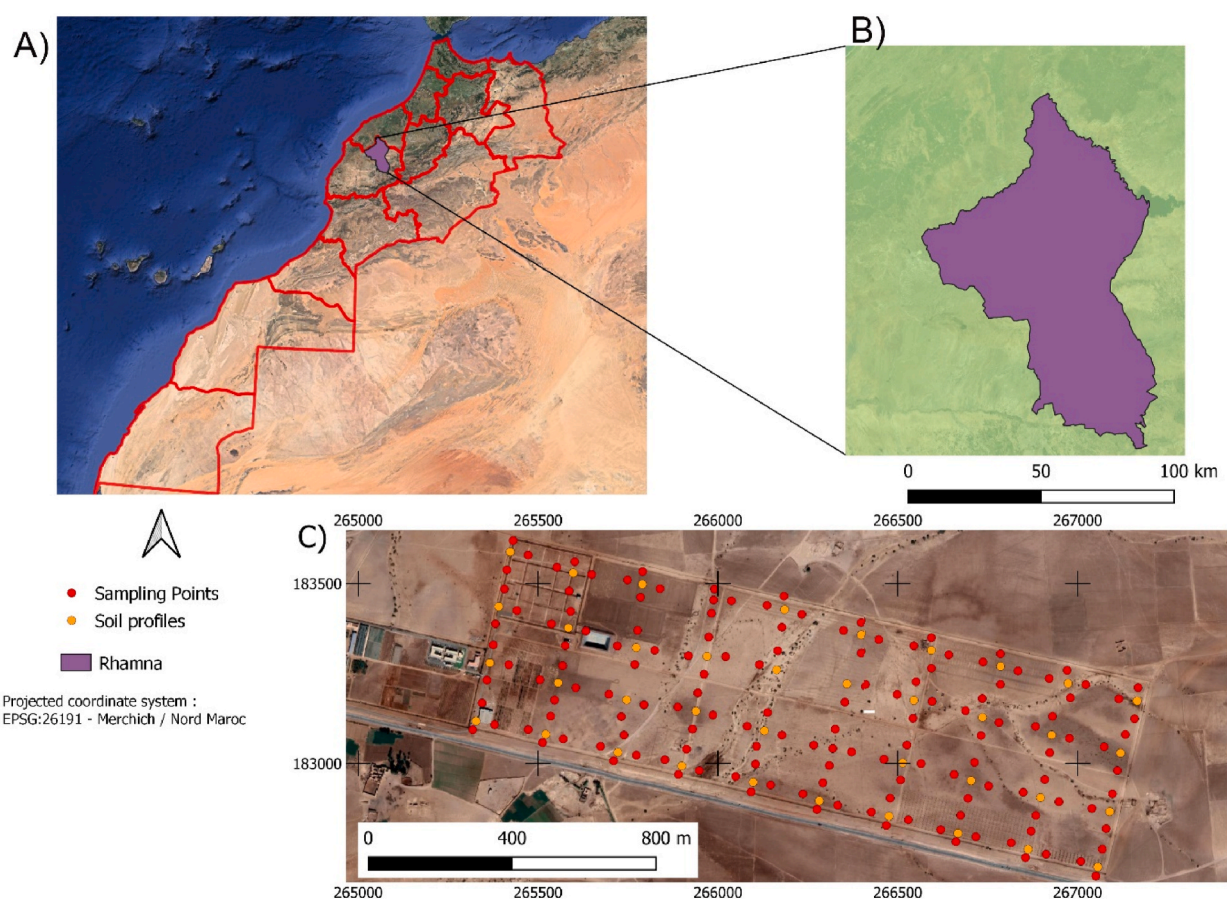 A)
B)
0 50 100 km
265000 265500 266000 266500 267000
C)
183500
Sampling Points
Soil profiles
Rhamna
Projected coordinate system :
EPSG:26191 - Merchich / Nord Maroc
183000
0 400 800 m
265000 265500 266000 266500 267000